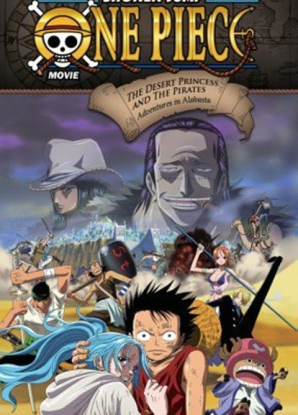 SHONEN JUMP
ONE PIECE
MOVIE
THE DESERT PRINCESS
AND THE PIRATES
Adventures in Alabasta